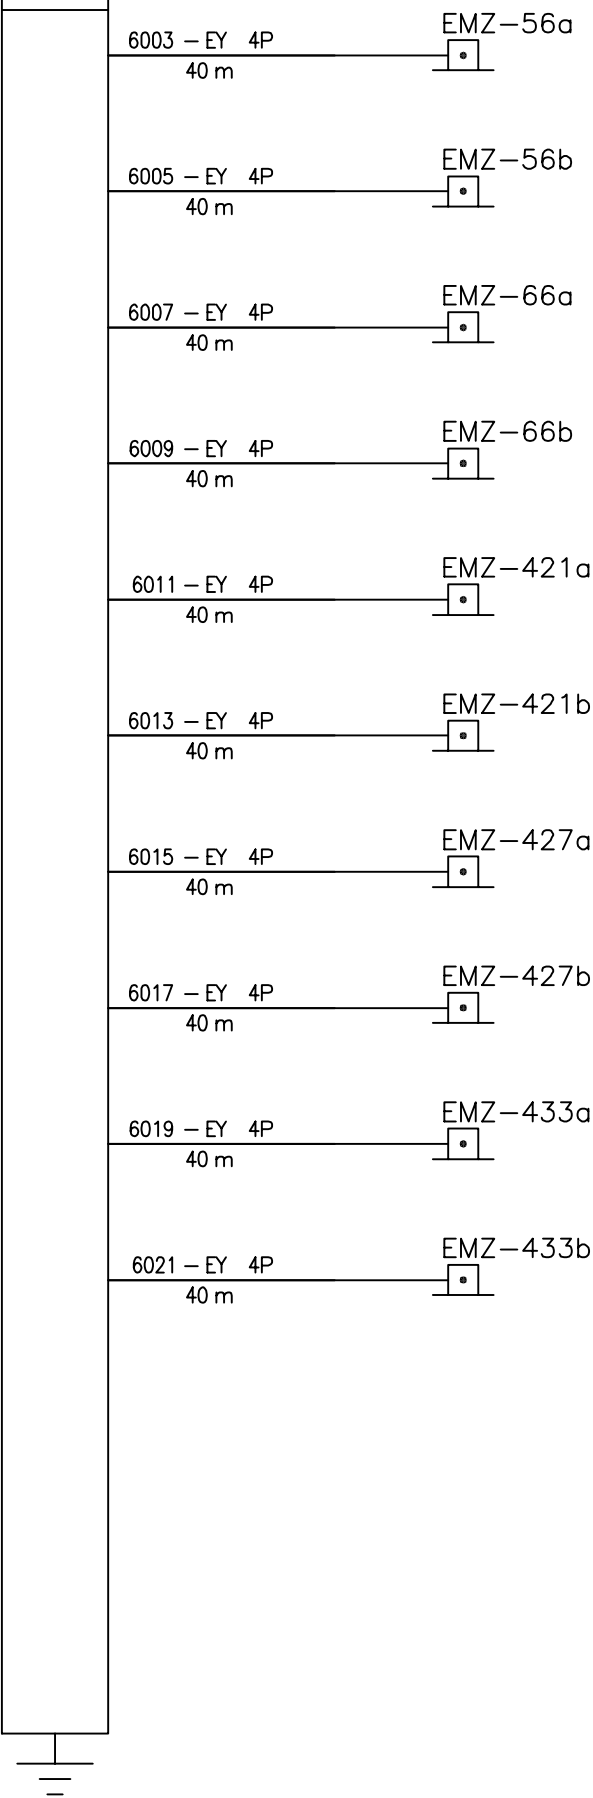 EMZ-56a
6003 - EY 4P
40 m
EMZ-56b
6005 - EY 4P
40 m
EMZ-66a
6007 - EY 4P
40 m
EMZ-66b
6009 - EY 4P
40 m
EMZ-421a
6011 - EY 4P
40 m
EMZ-421b
6013 - EY 4P
40 m
EMZ-427a
6015 - EY 4P
40 m
EMZ-427b
6017 - EY 4P
40 m
EMZ-433a
6019 - EY 4P
40 m
EMZ-433b
6021 - EY 4P
40 m